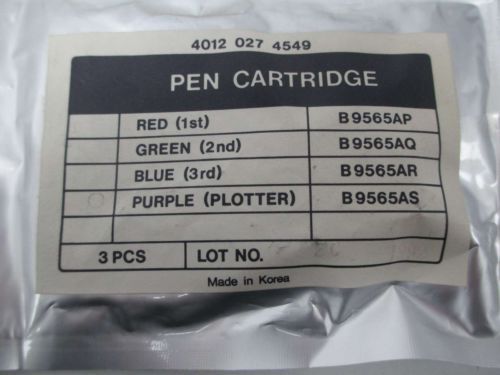 4012 027 4549
PEN CARTRIDGE
RED (1st) B9565AP
GREEN (2nd) B9565AQ
BLUE (3rd) B9565AR
PURPLE (PLOTTER) B9565AS
3 PCS LOT NO.
Made in Korea